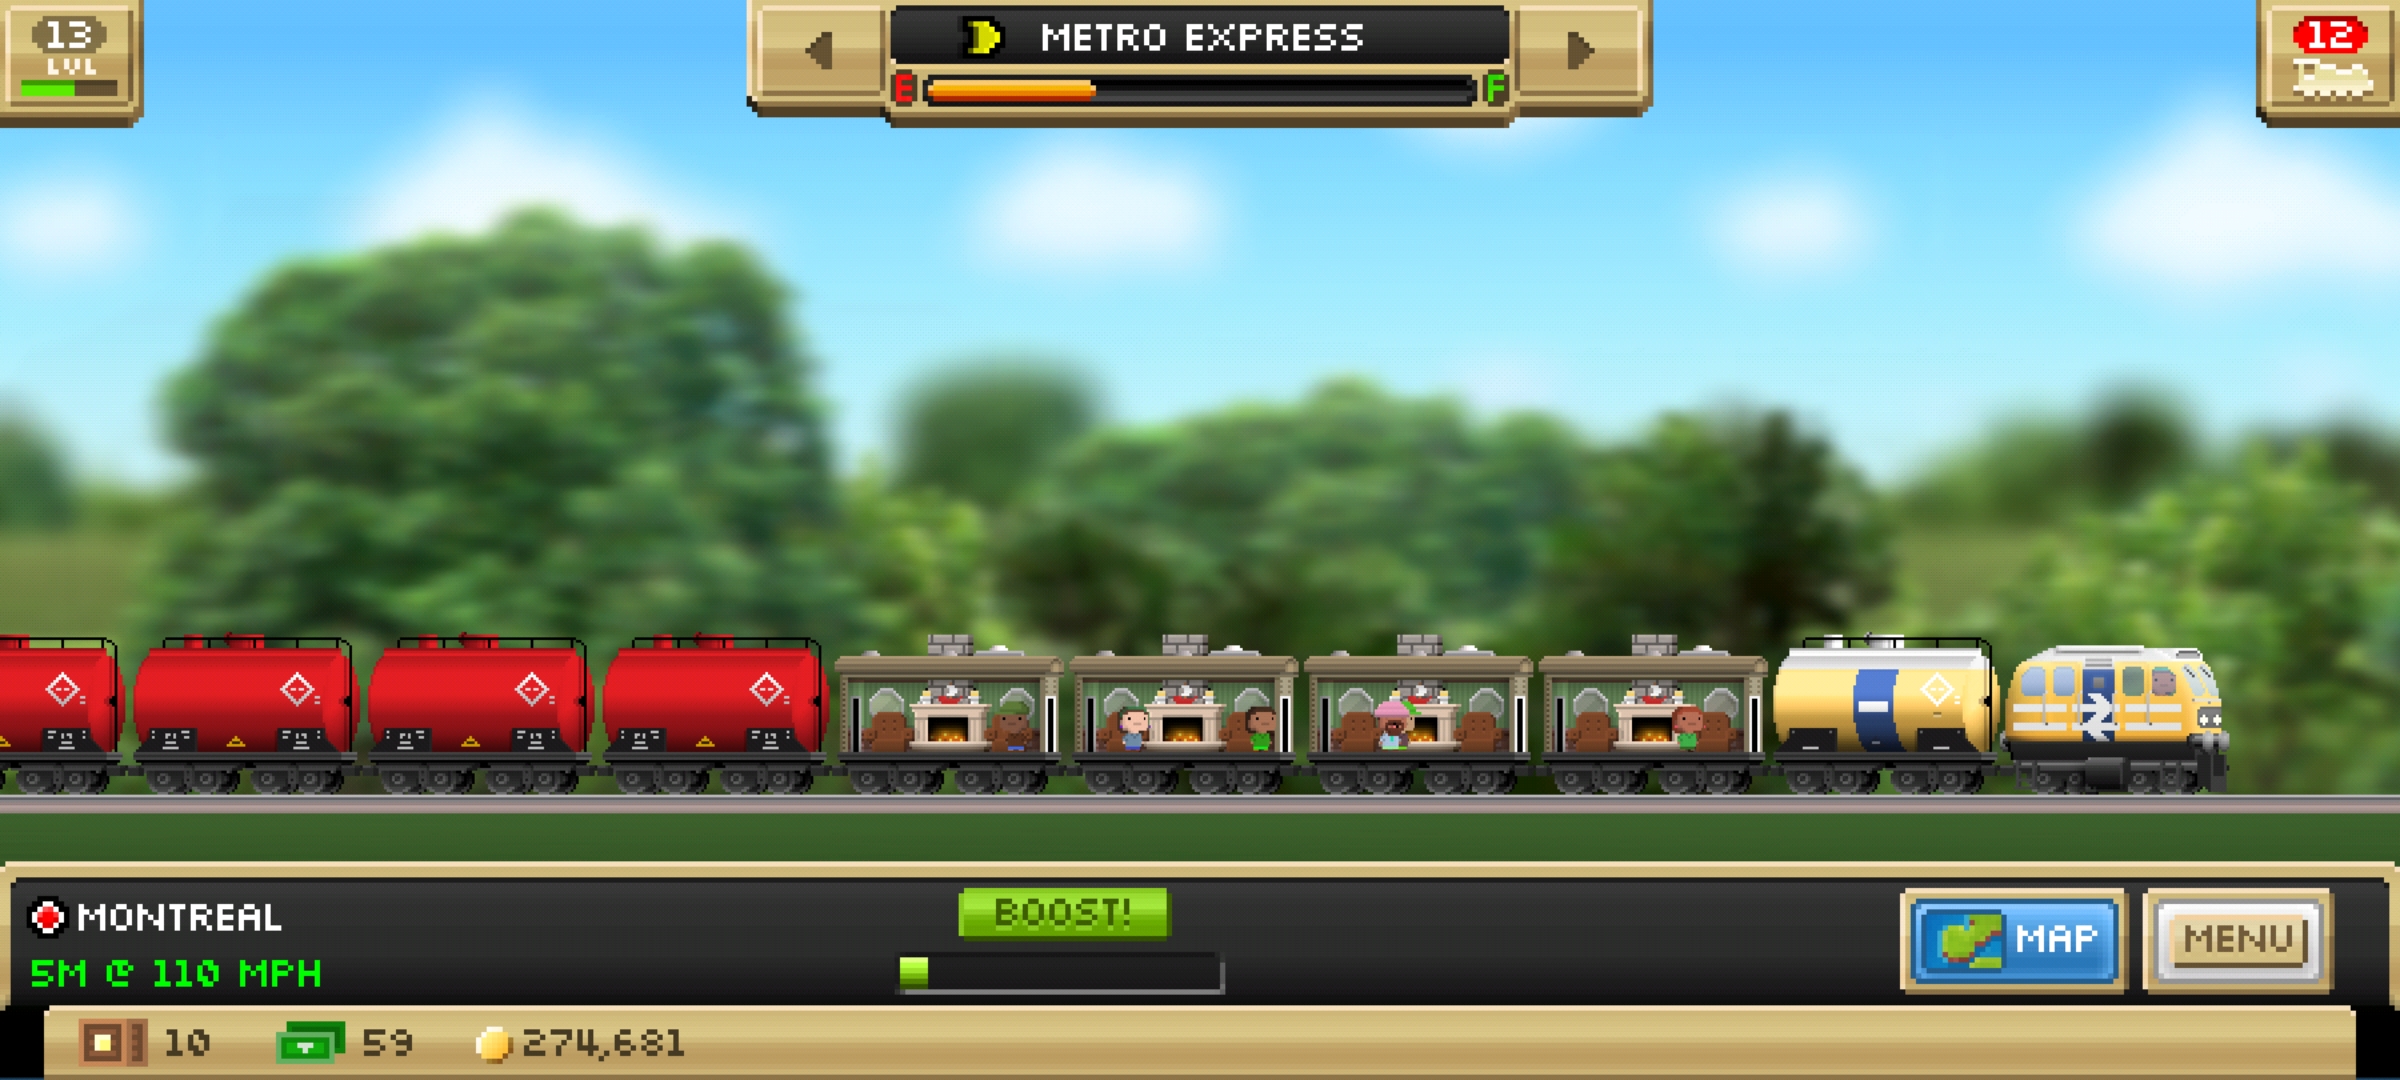 13
LVL
METRO EXPRESS
E F
12
MONTREAL
5M @ 110 MPH
BOOST!
MAP
MENU
10
59
274,681